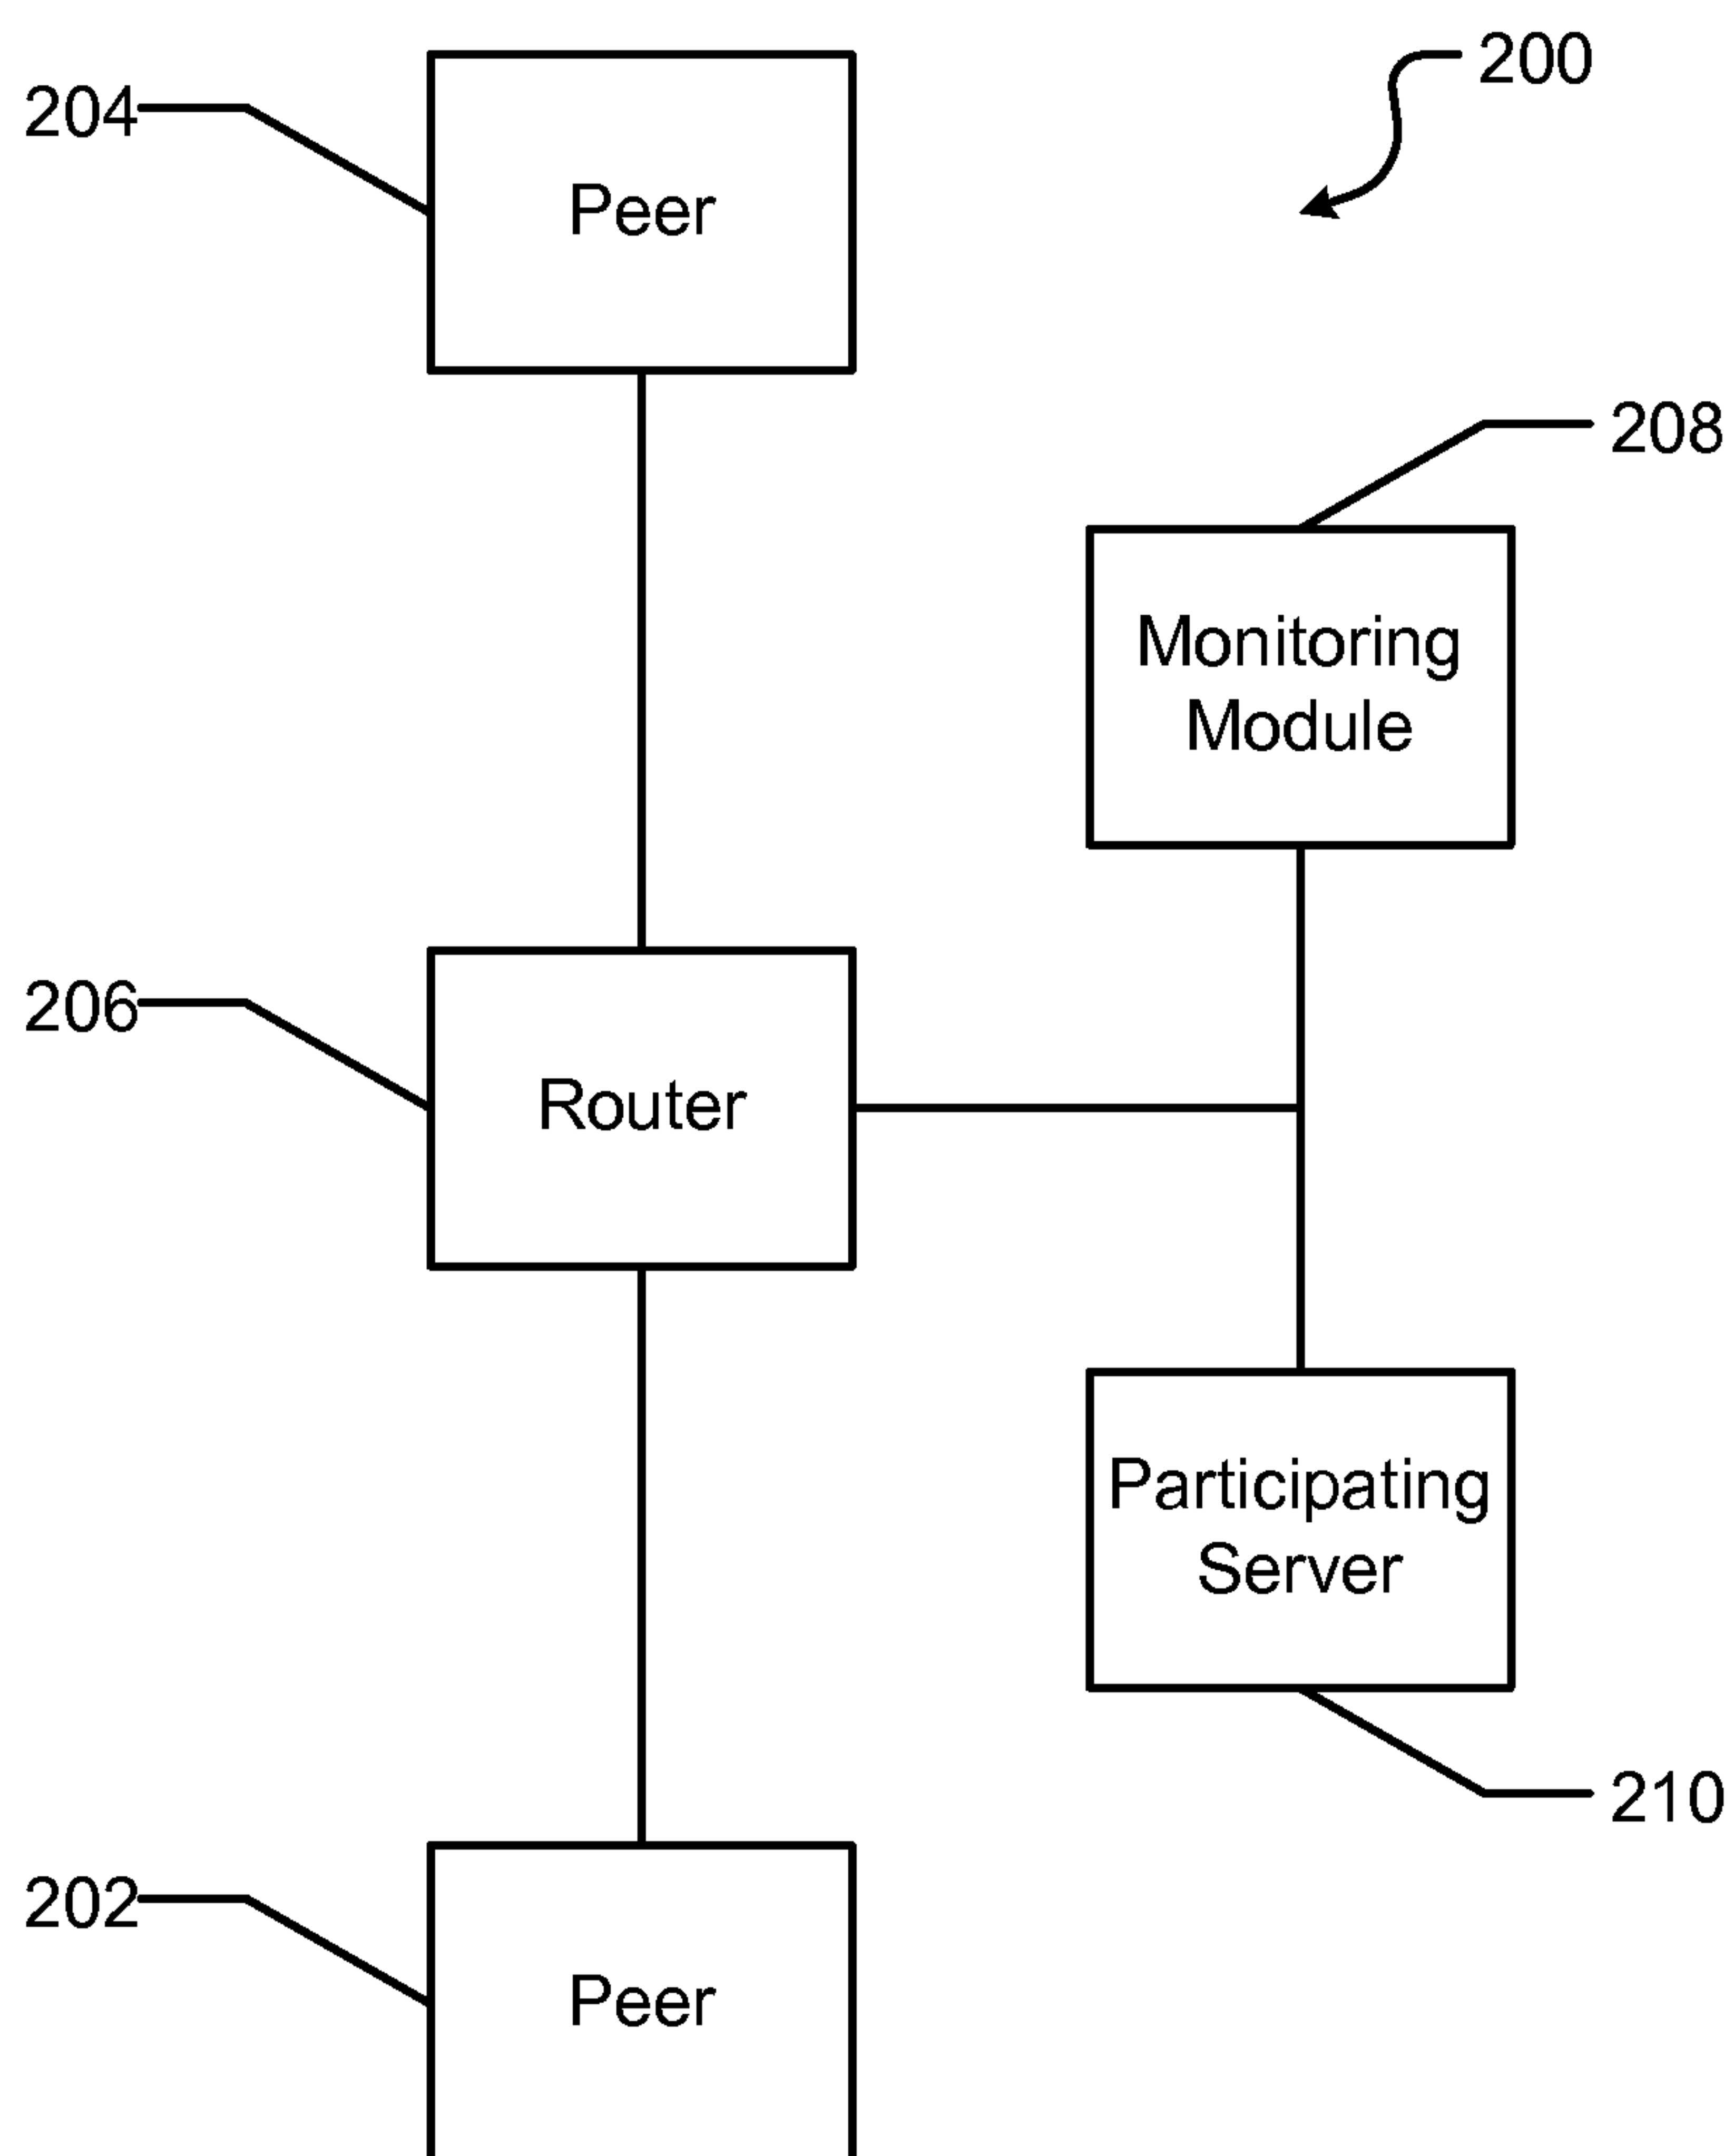 200
204
Peer
208
Monitoring
Module
206
Router
Participating
Server
210
202
Peer